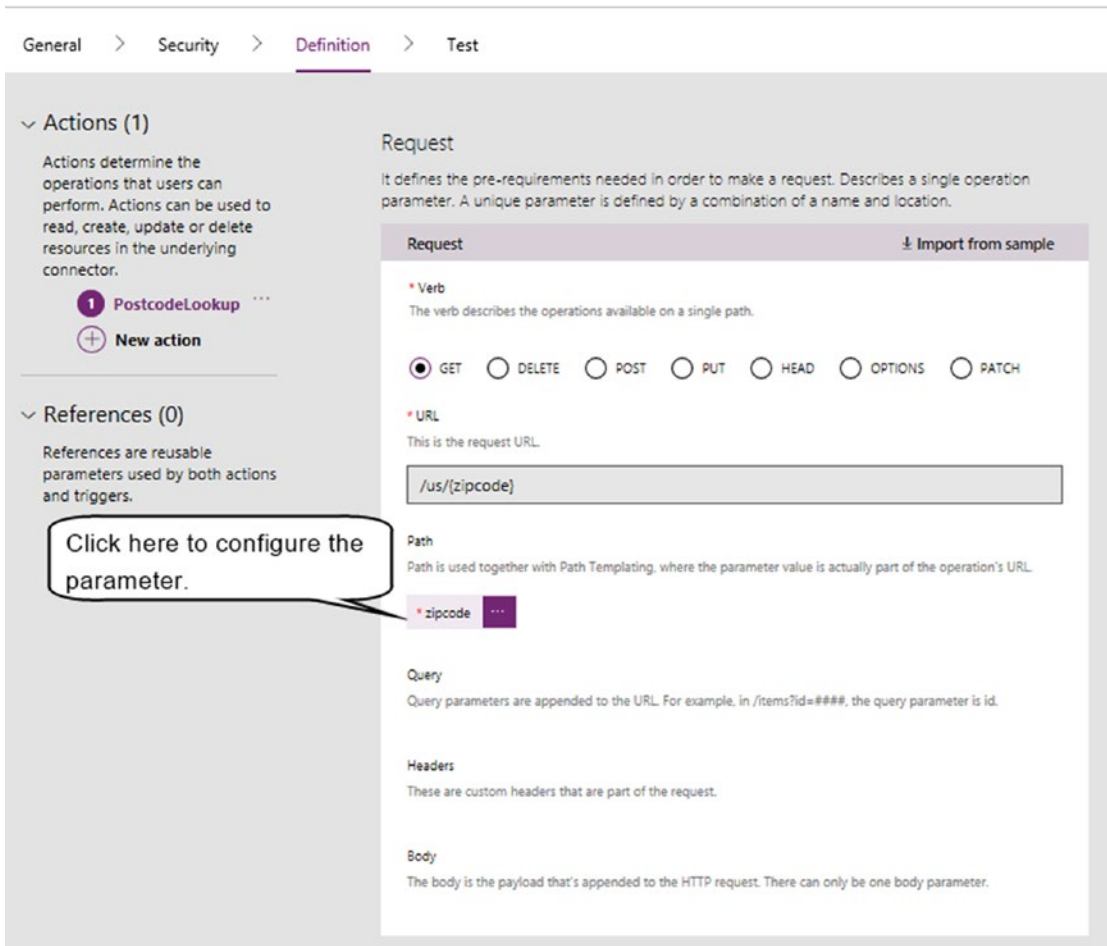 General > Security > Definition > Test
Actions (1)
Actions determine the
operations that users can
perform. Actions can be used to
read, create, update or delete
resources in the underlying
connector.
1 PostcodeLookup ...
+ New action
References (0)
References are reusable
parameters used by both actions
and triggers.
Click here to configure the
parameter.
Request
It defines the pre-requirements needed in order to make a request. Describes a single operation
parameter. A unique parameter is defined by a combination of a name and location.
Request Import from sample
* Verb
The verb describes the operations available on a single path.
GET DELETE POST PUT HEAD OPTIONS PATCH
* URL
This is the request URL.
/us/{zipcode}
Path
Path is used together with Path Templating, where the parameter value is actually part of the operation's URL.
* zipcode ...
Query
Query parameters are appended to the URL. For example, in /items?id=####, the query parameter is id.
Headers
These are custom headers that are part of the request.
Body
The body is the payload that's appended to the HTTP request. There can only be one body parameter.